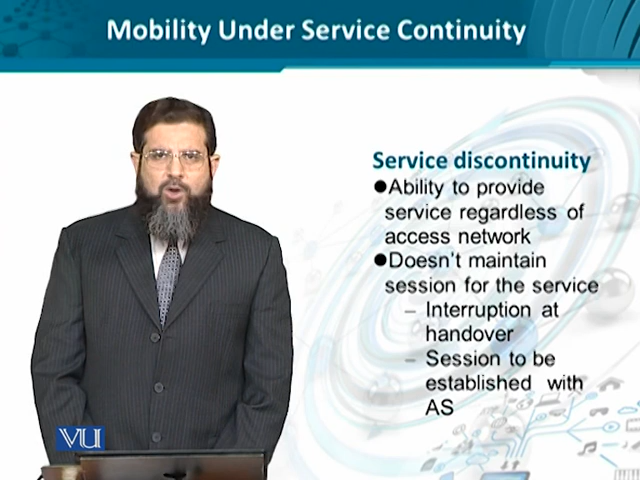 Mobility Under Service Continuity
Service discontinuity
●Ability to provide
service regardless of
access network
●Doesn't maintain
session for the service
– Interruption at
handover
– Session to be
established with
AS
VU